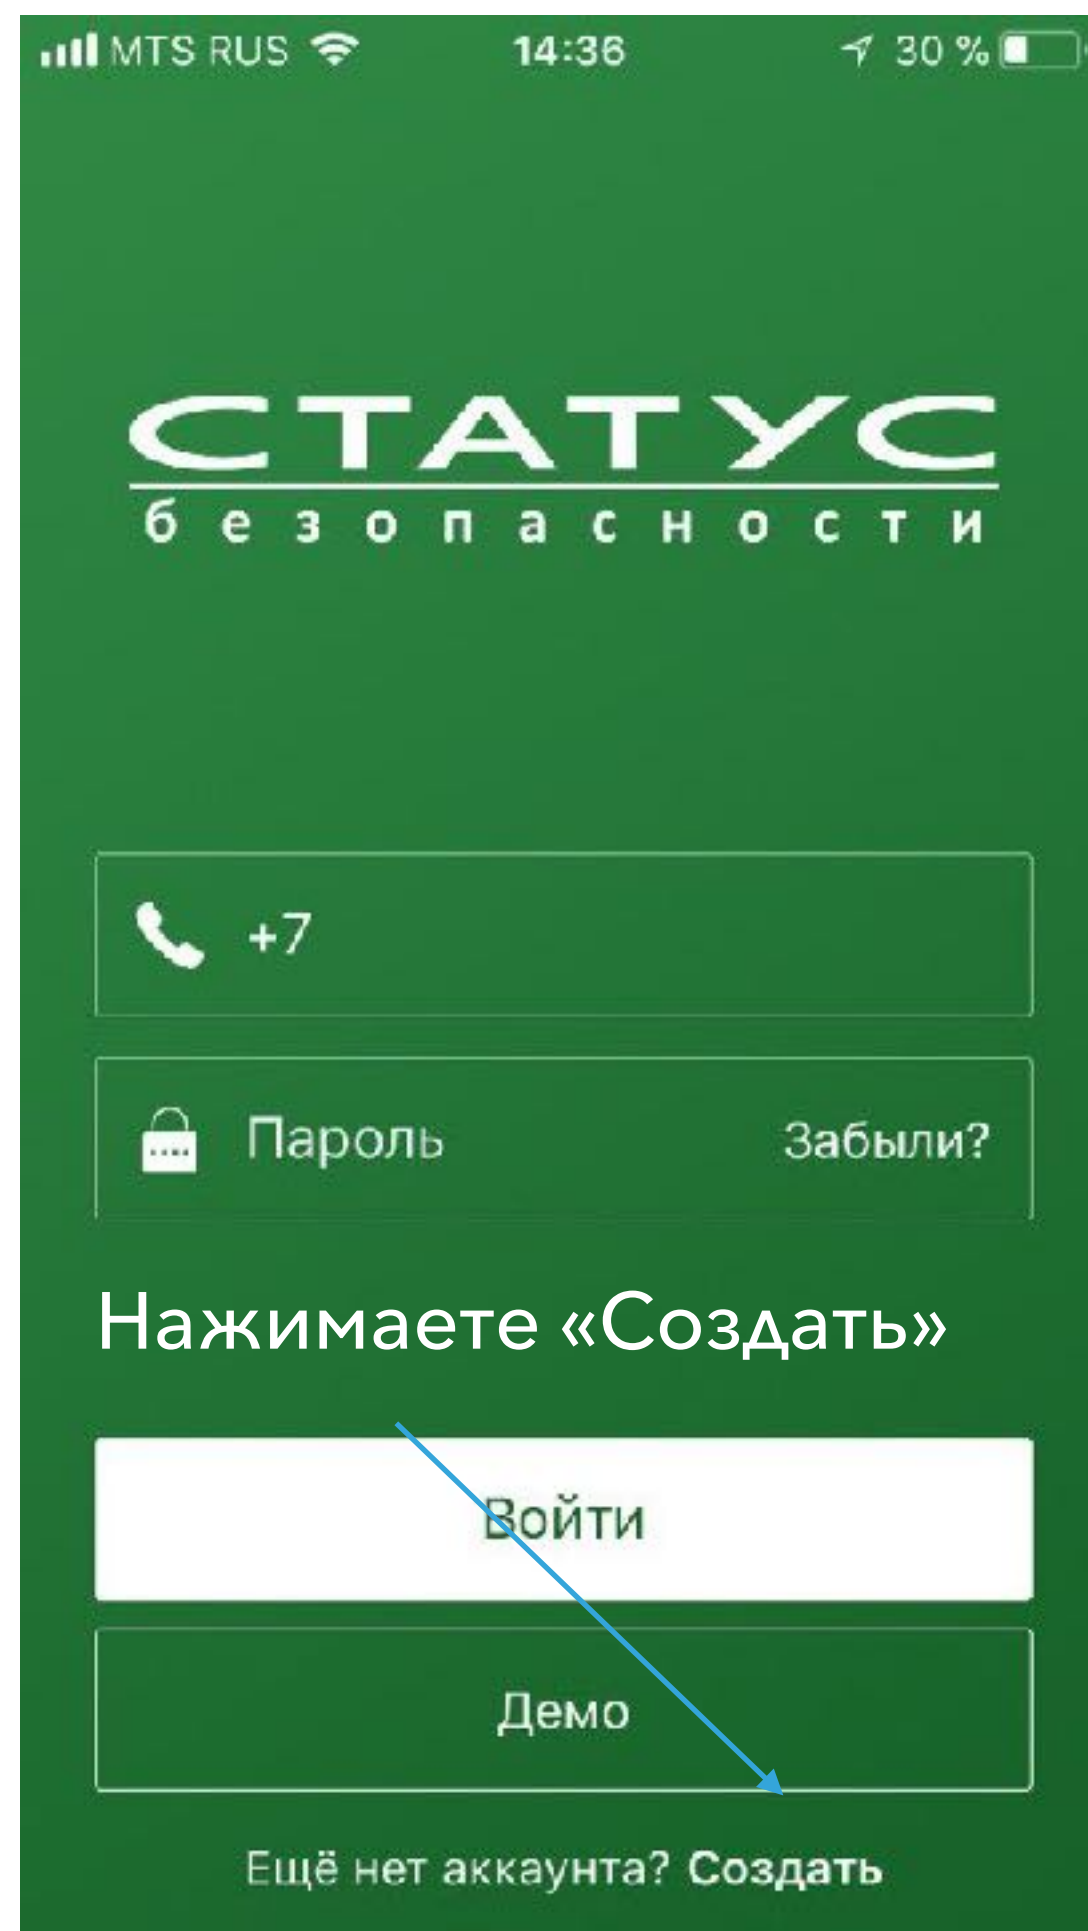 MTS RUS 14:36 30 %
СТАТУС
безопасности
+7
Пароль Забыли?
Нажимаете «Создать»
Войти
Демо
Ещё нет аккаунта? Создать